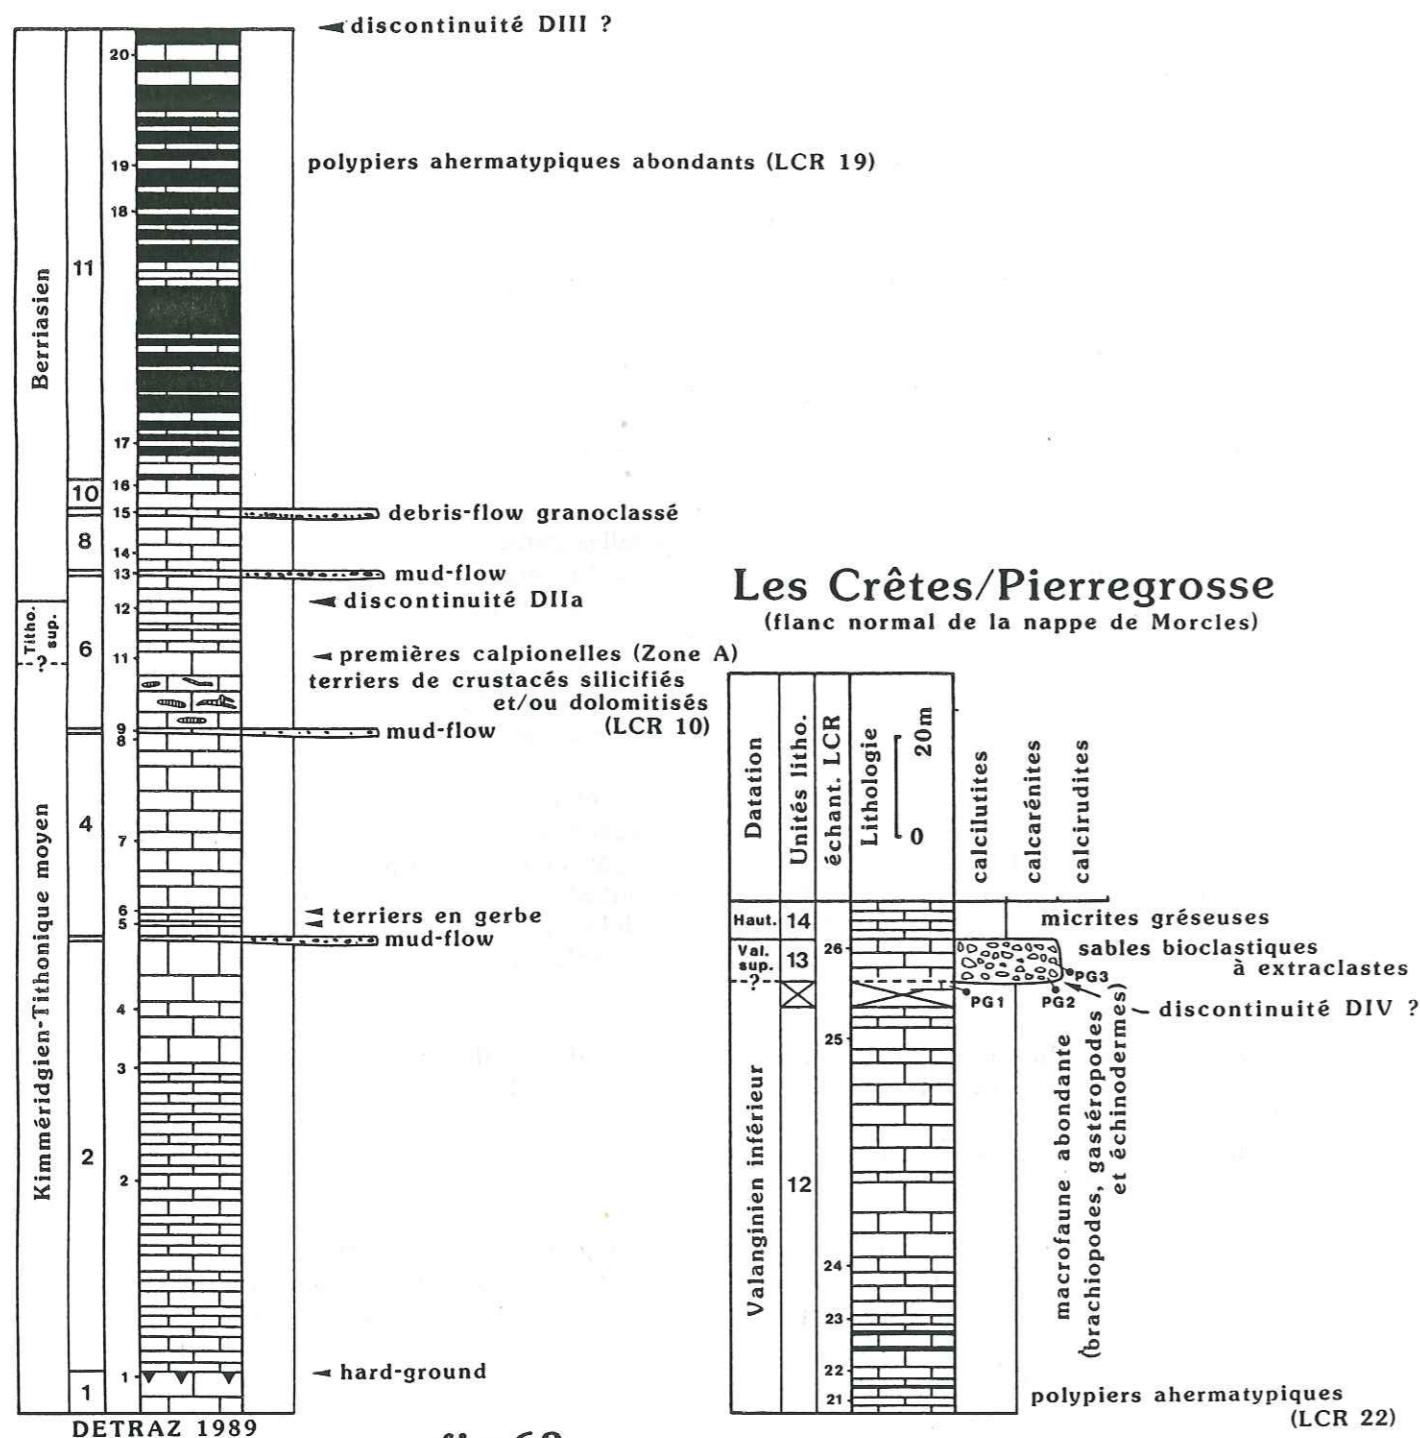 discontinuité DIII ?
20
polypiers ahermatypiques abondants (LCR 19)
19
18
11
Berriasien
17
16
10
15
debris-flow granoclassé
8
14
13
mud-flow
12
discontinuité DIIa
Titho.
sup.
6
?
11
premières calpionelles (Zone A)
terriers de crustacés silicifiés
et/ou dolomitisés
(LCR 10)
9
8
mud-flow
Kimméridgien-Tithonique moyen
4
7
6
5
terriers en gerbe
mud-flow
4
3
2
2
1
1
hard-ground
DETRAZ 1989
Les Crêtes/Pierregrosse
(flanc normal de la nappe de Morcles)
Datation
Unités litho.
échant. LCR
Lithologie
20m
0
calcilutites
calcarénites
calcirudites
Haut.
14
micrites gréseuses
Val.
sup.
13
26
sables bioclastiques
à extraclastes
?
PG1
PG2
PG3
discontinuité DIV ?
25
Valanginien inférieur
12
macrofaune abondante
(brachiopodes, gastéropodes
et échinodermes)
24
23
22
21
polypiers ahermatypiques
(LCR 22)